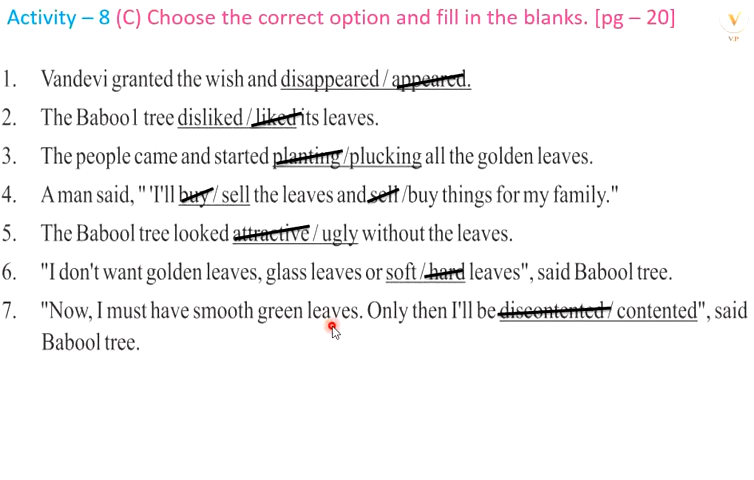 Activity – 8 (C) Choose the correct option and fill in the blanks. [pg – 20]
V.P
1. Vandevi granted the wish and disappeared / appeared.
2. The Baboo1 tree disliked / liked its leaves.
3. The people came and started planting /plucking all the golden leaves.
4. A man said, "'I'll buy / sell the leaves and sell /buy things for my family."
5. The Babool tree looked attractive / ugly without the leaves.
6. "I don't want golden leaves, glass leaves or soft / hard leaves", said Babool tree.
7. "Now, I must have smooth green leaves. Only then I'll be discontented / contented", said
Babool tree.